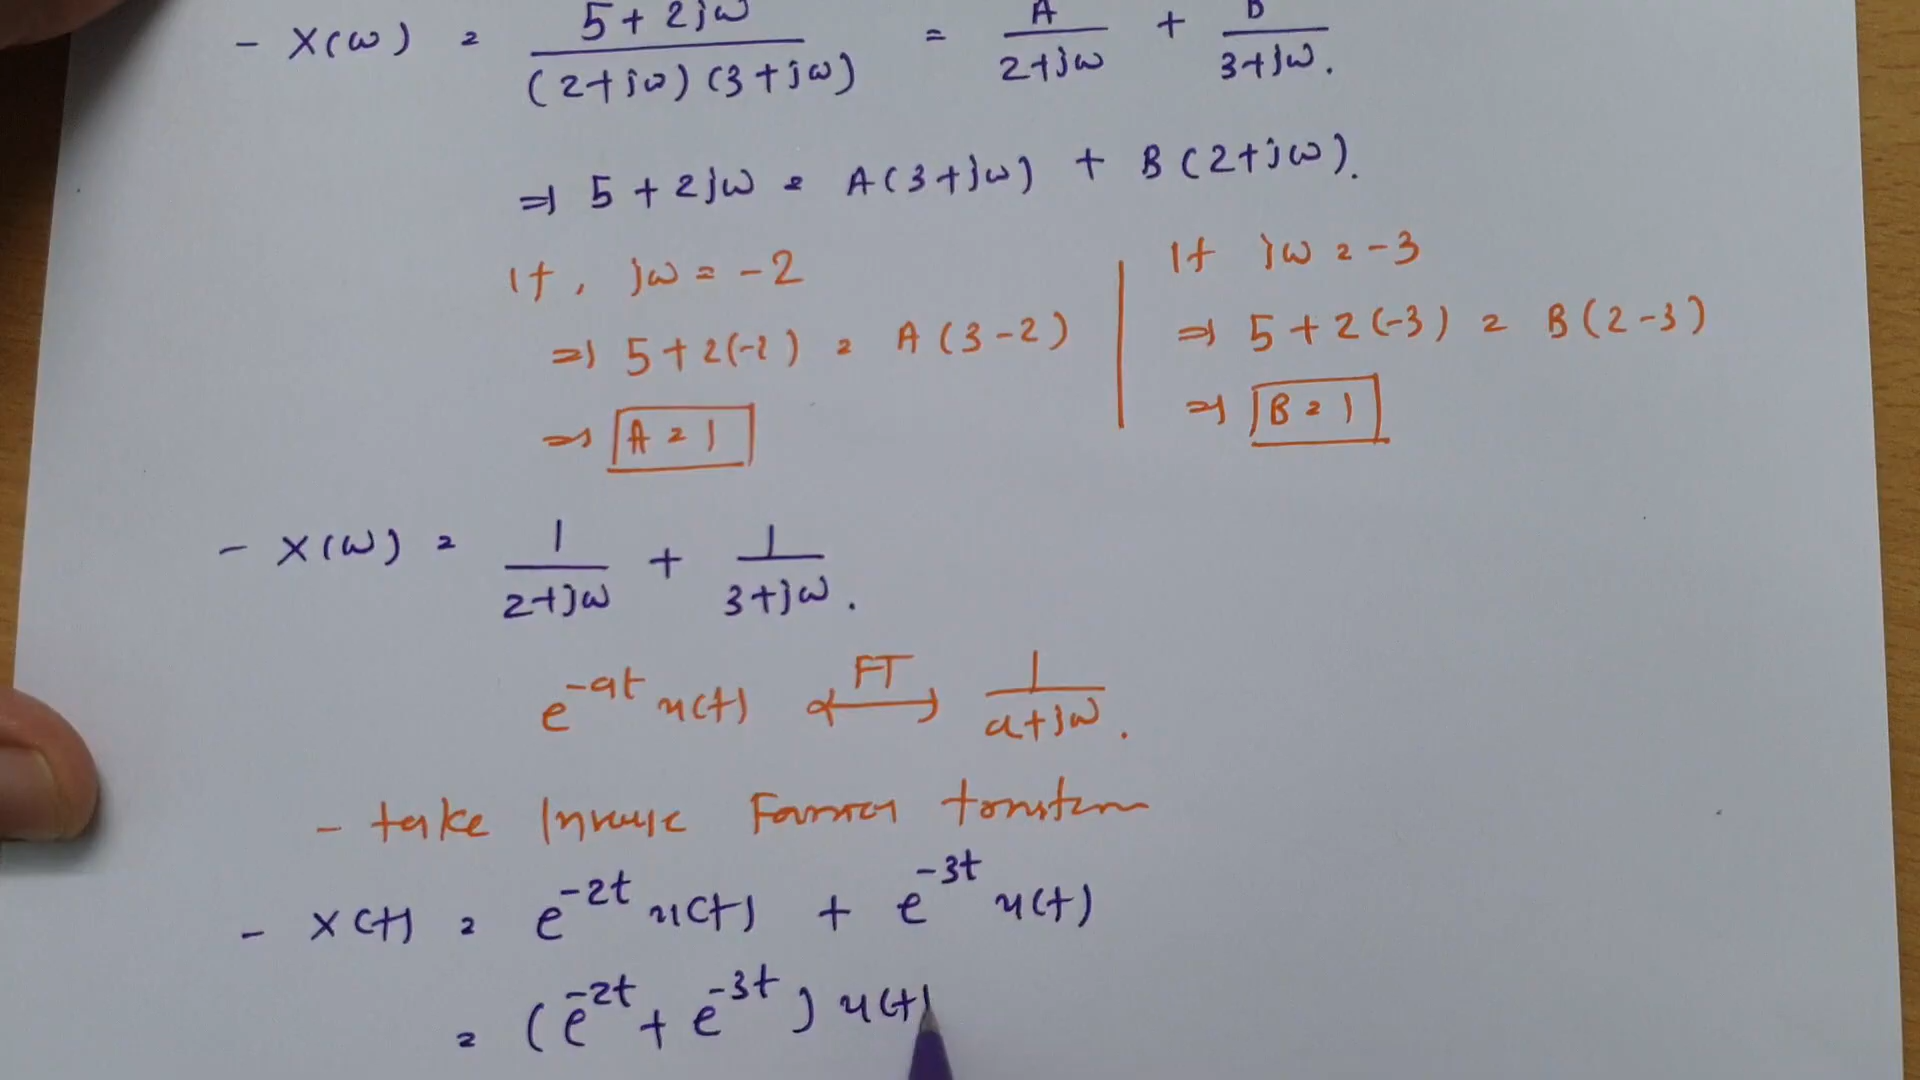 - X(ω) = (5 + 2jω) / ((2+jω)(3+jω)) = A/(2+jω) + B/(3+jω).
⇒ 5 + 2jω = A(3+jω) + B(2+jω).
If, jω = -2
⇒ 5 + 2(-2) = A(3-2)
⇒ A = 1
If jω = -3
⇒ 5 + 2(-3) = B(2-3)
⇒ B = 1
- X(ω) = 1/(2+jω) + 1/(3+jω).
e^{-at} u(t) ←FT→ 1/(a+jω).
- take Inverse Fourier transform
- x(t) = e^{-2t} u(t) + e^{-3t} u(t)
= (e^{-2t} + e^{-3t}) u(t)